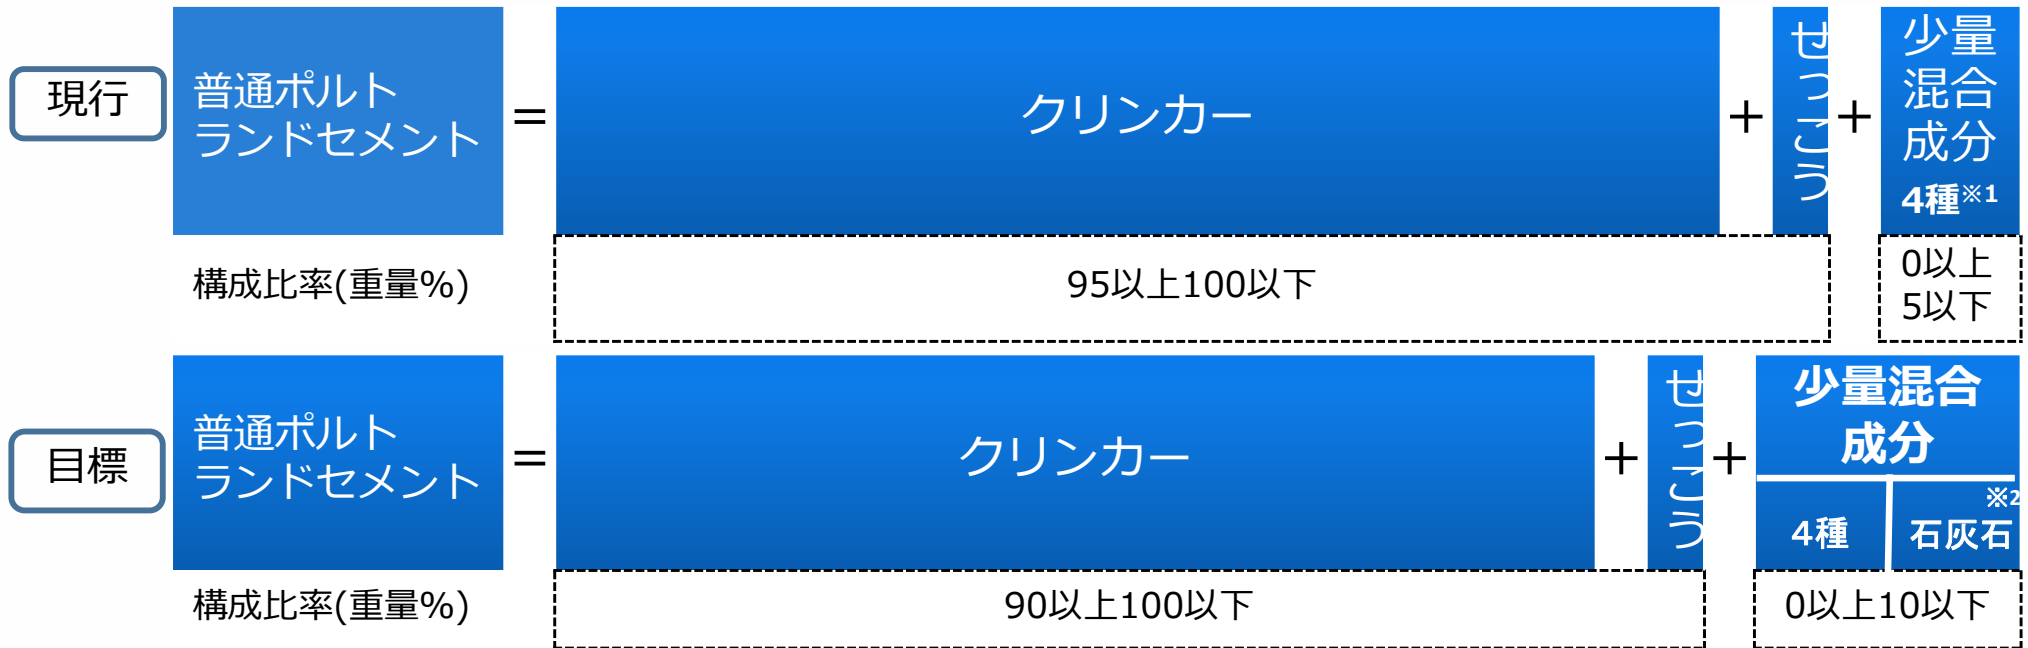 現行
普通ポルト
ランドセメント
=
クリンカー
+
せっこう
+
少量
混合
成分
4種※1
構成比率(重量%)
95以上100以下
0以上
5以下
目標
普通ポルト
ランドセメント
=
クリンカー
+
せっこう
+
少量混合
成分
4種
※2
石灰石
構成比率(重量%)
90以上100以下
0以上10以下